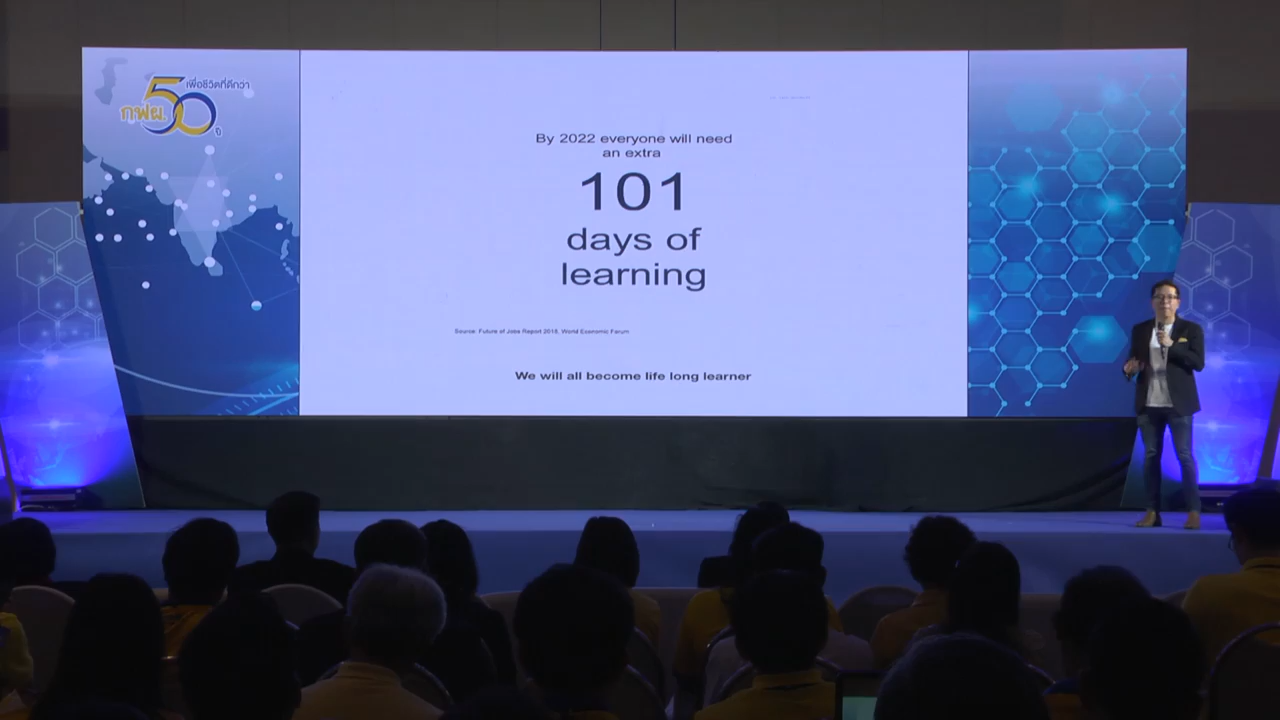 เพื่อชีวิตที่ดีกว่า
กฟผ. 50 ปี
By 2022 everyone will need
an extra
101
days of
learning
Source: Future of Jobs Report 2018, World Economic Forum
We will all become life long learner